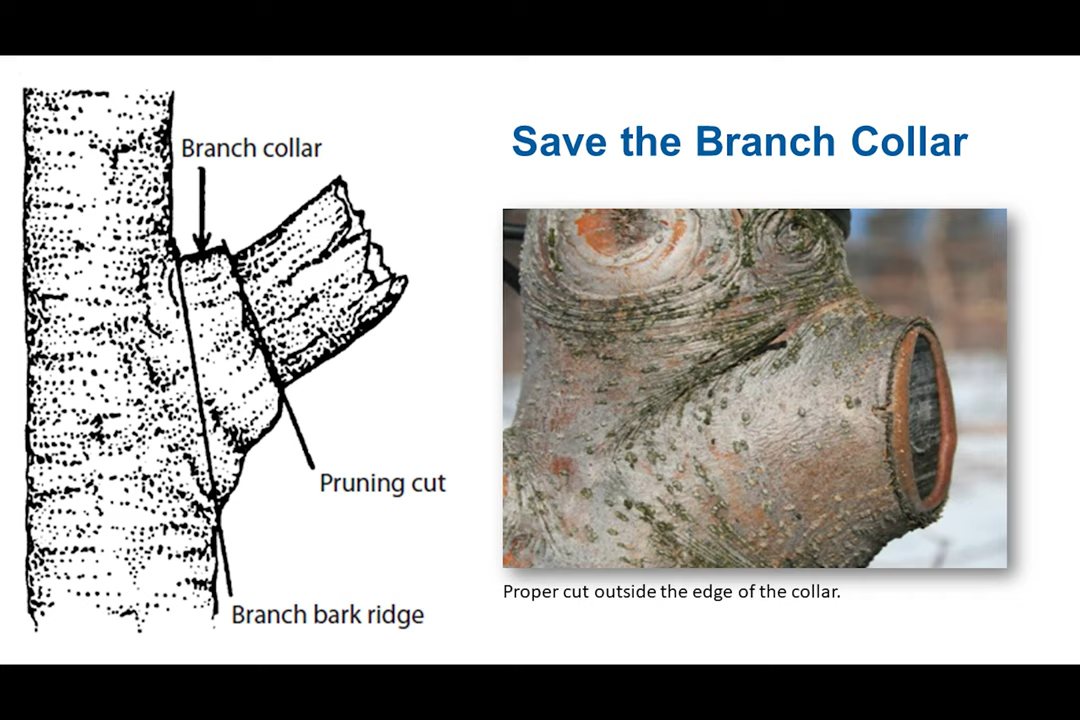 Save the Branch Collar
Branch collar
Pruning cut
Branch bark ridge
Proper cut outside the edge of the collar.